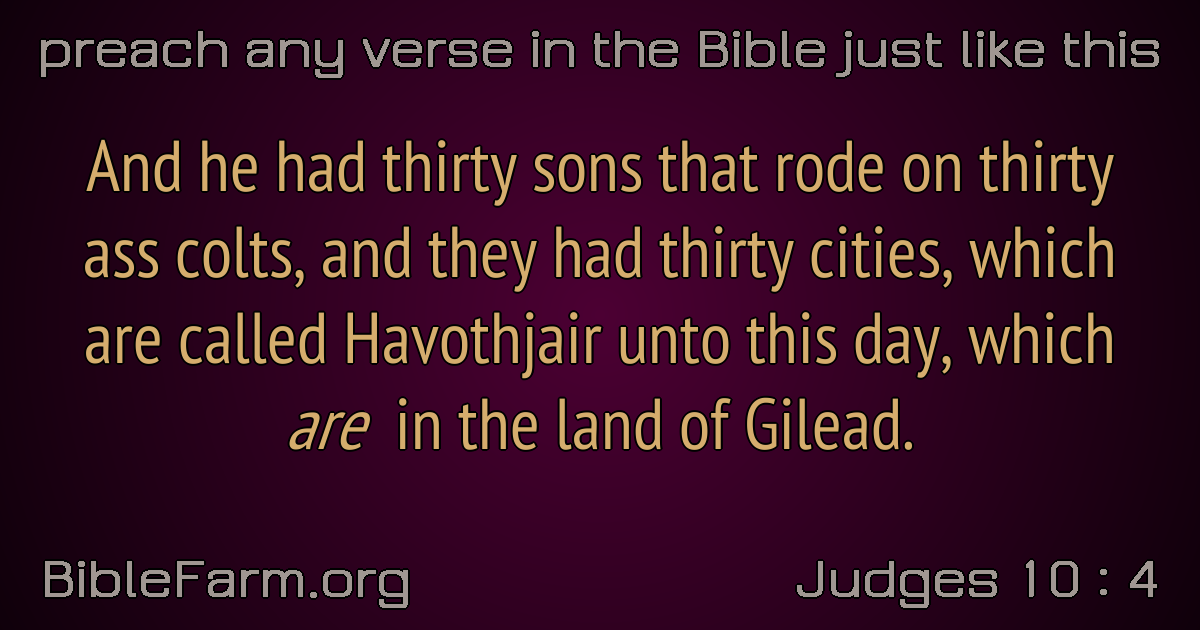 preach any verse in the Bible just like this
And he had thirty sons that rode on thirty
ass colts, and they had thirty cities, which
are called Havothjair unto this day, which
are in the land of Gilead.
BibleFarm.org
Judges 10 : 4